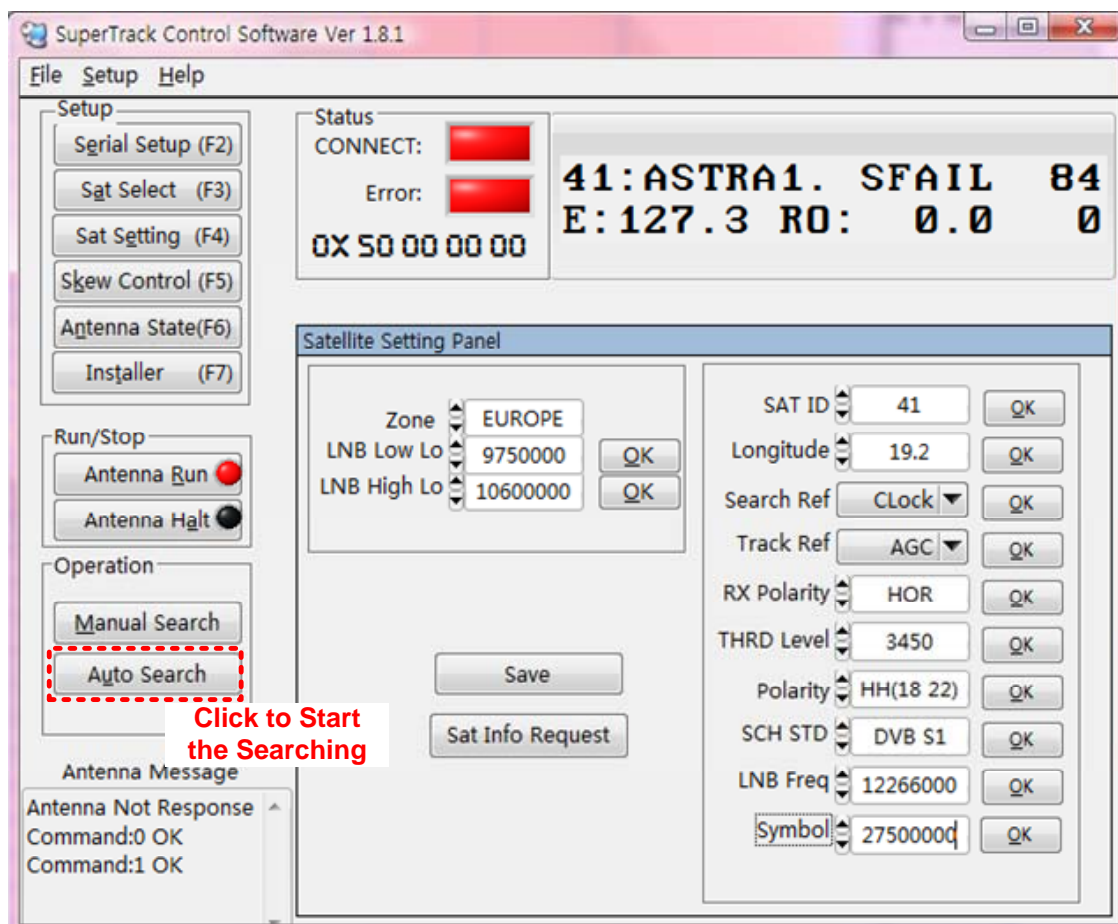 SuperTrack Control Software Ver 1.8.1
File Setup Help
Setup
Serial Setup (F2)
Sat Select (F3)
Sat Setting (F4)
Skew Control (F5)
Antenna State(F6)
Installer (F7)
Run/Stop
Antenna Run
Antenna Halt
Operation
Manual Search
Auto Search
Click to Start
the Searching
Antenna Message
Antenna Not Response
Command:0 OK
Command:1 OK
Status
CONNECT:
Error:
0X 50 00 00 00
41:ASTRA1. SFAIL 84
E:127.3 RO: 0.0 0
Satellite Setting Panel
Zone EUROPE
LNB Low Lo 9750000 OK
LNB High Lo 10600000 OK
Save
Sat Info Request
SAT ID 41 OK
Longitude 19.2 OK
Search Ref CLock OK
Track Ref AGC OK
RX Polarity HOR OK
THRD Level 3450 OK
Polarity HH(18 22) OK
SCH STD DVB S1 OK
LNB Freq 12266000 OK
Symbol 27500000 OK